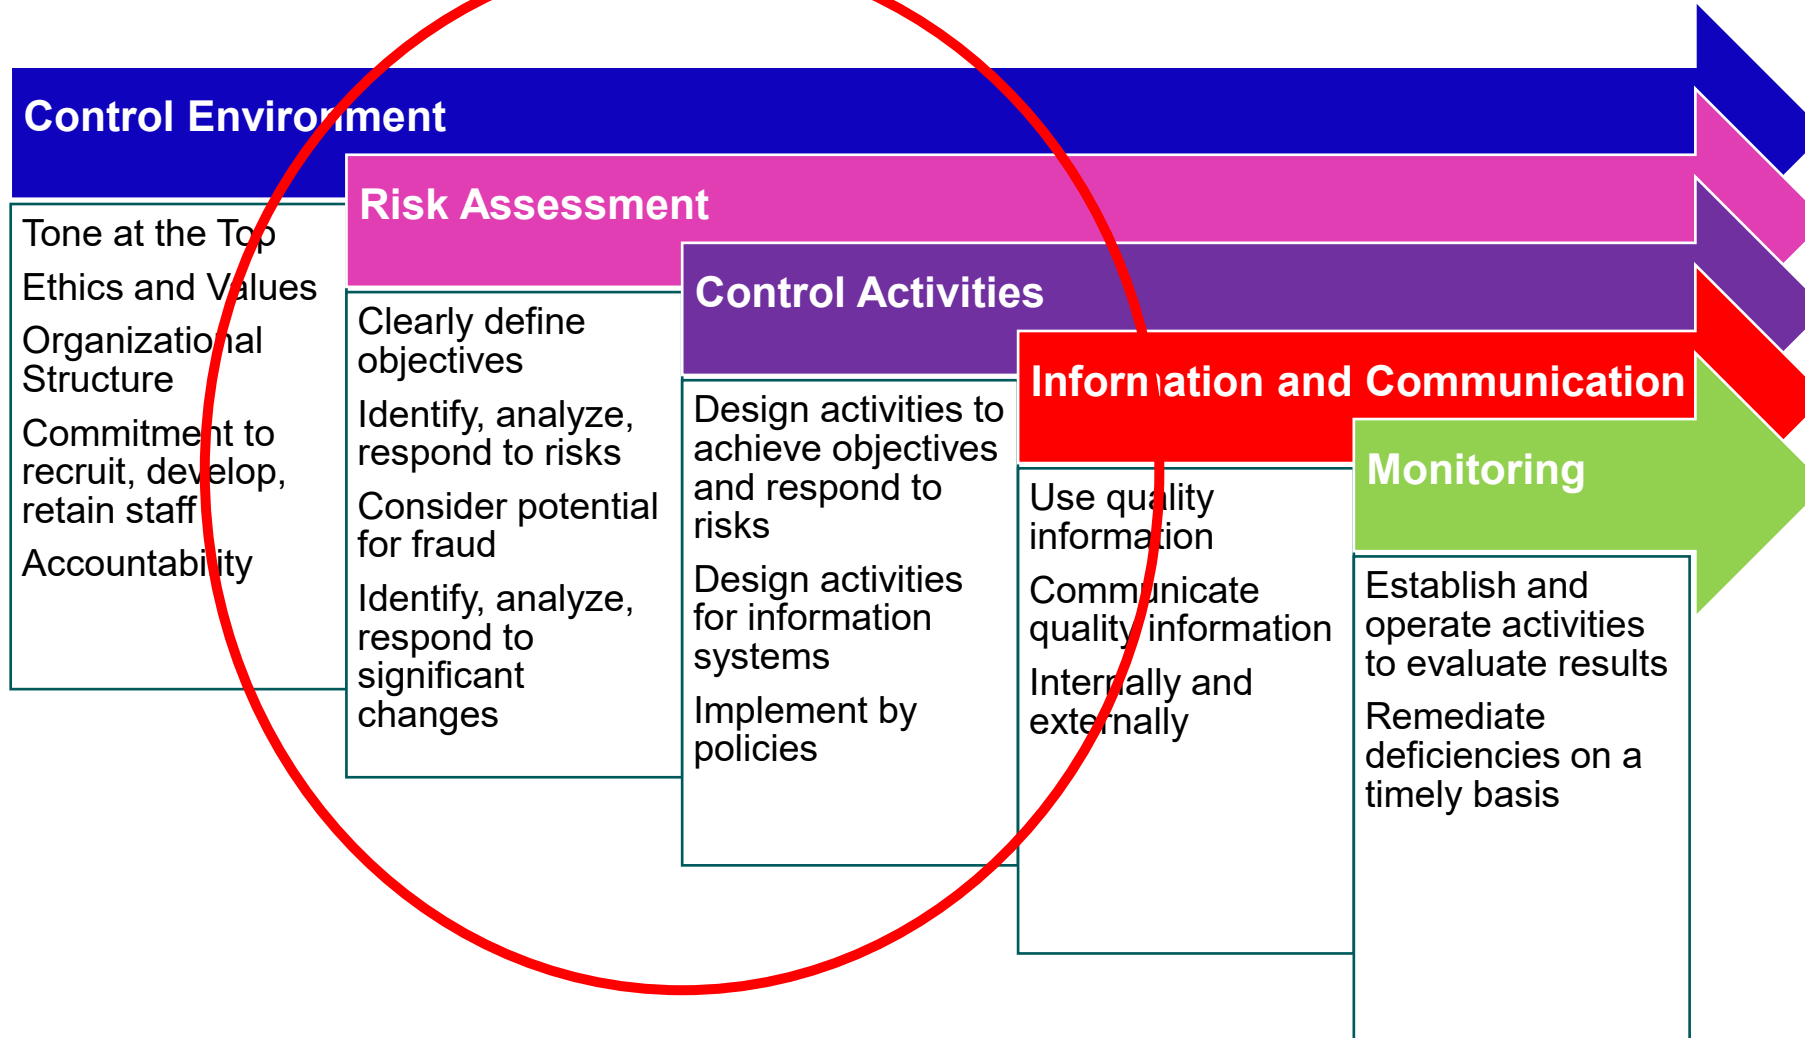 Control Environment
Tone at the Top
Ethics and Values
Organizational
Structure
Commitment to
recruit, develop,
retain staff
Accountability
Risk Assessment
Clearly define
objectives
Identify, analyze,
respond to risks
Consider potential
for fraud
Identify, analyze,
respond to
significant
changes
Control Activities
Design activities to
achieve objectives
and respond to
risks
Design activities
for information
systems
Implement by
policies
Information and Communication
Use quality
information
Communicate
quality information
Internally and
externally
Monitoring
Establish and
operate activities
to evaluate results
Remediate
deficiencies on a
timely basis